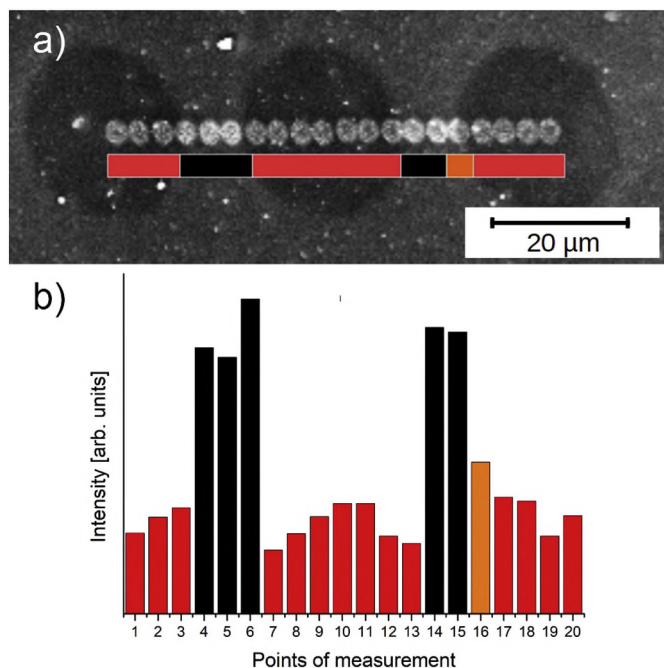 a)
20 µm
b)
Intensity [arb. units]
1 2 3 4 5 6 7 8 9 10 11 12 13 14 15 16 17 18 19 20
Points of measurement